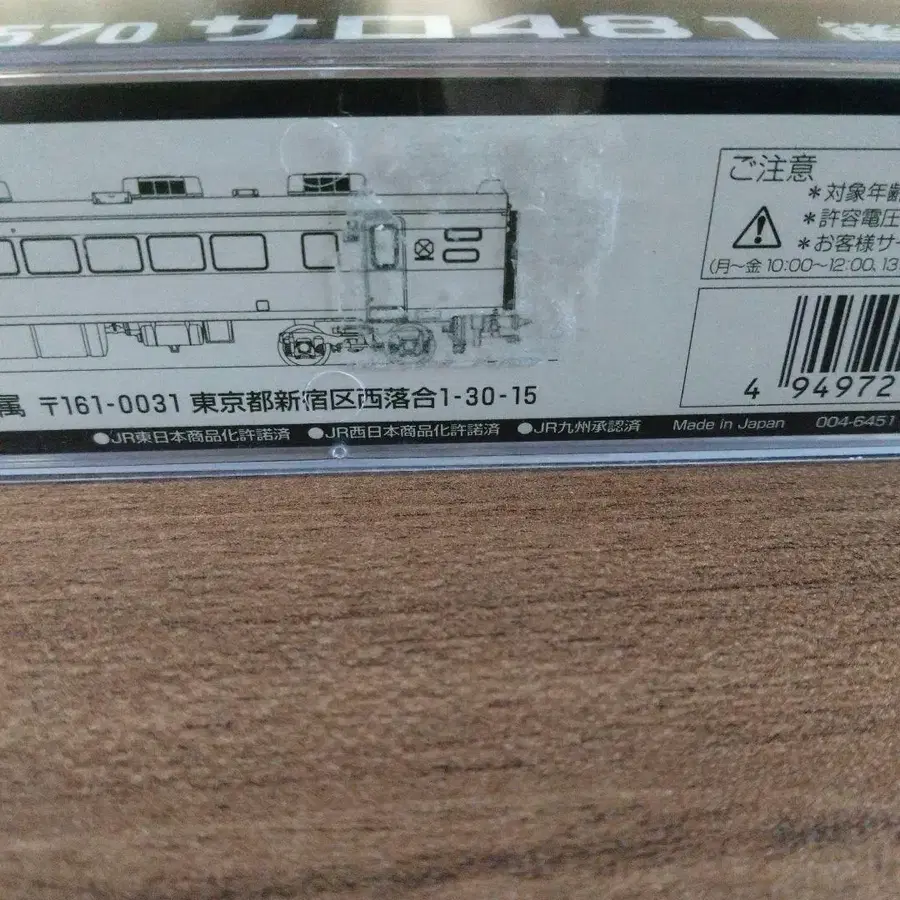 570 サロ481 後
ご注意
＊対象年齢
＊許容電圧
＊お客様サー
(月〜金 10:00〜12:00、13
4 94972
属 〒161-0031 東京都新宿区西落合1-30-15
●JR東日本商品化許諾済 ●JR西日本商品化許諾済 ●JR九州承認済 Made in Japan 004-6451